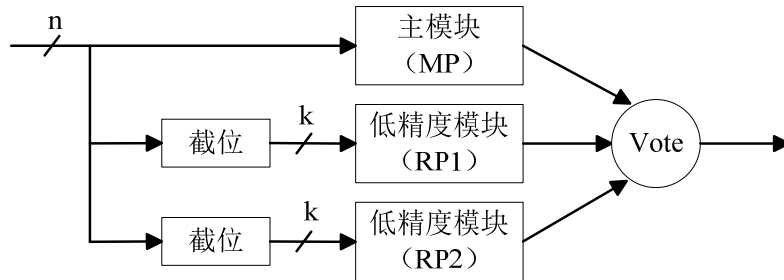 n
主模块
（MP）
截位
k
低精度模块
（RP1）
Vote
截位
k
低精度模块
（RP2）